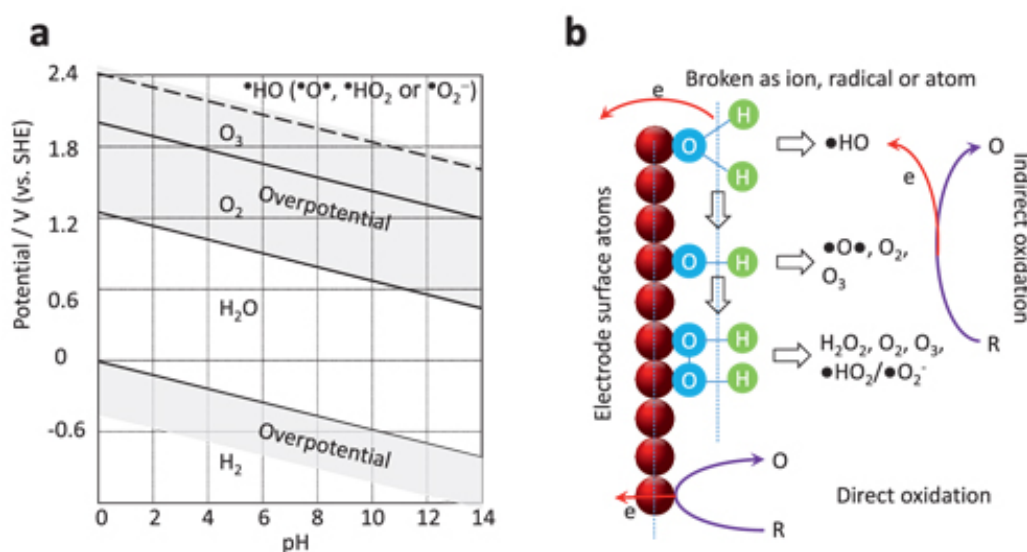 a
2.4
1.8
1.2
0.6
0
-0.6
Potential / V (vs. SHE)
•HO (•O•, •HO₂ or •O₂⁻)
O₃
Overpotential
O₂
H₂O
Overpotential
H₂
0 2 4 6 8 10 12 14
pH
b
Broken as ion, radical or atom
e
Electrode surface atoms
O H
H
•HO
O H
•O•, O₂,
O₃
O H
O H
H₂O₂, O₂, O₃,
•HO₂/•O₂⁻
e
O
R
Indirect oxidation
O
e
R
Direct oxidation